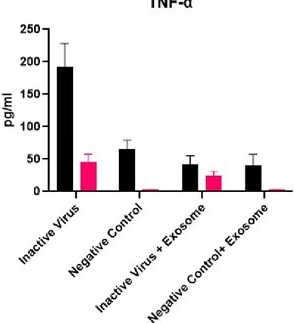 TNF-α
250
200
150
100
50
0
pg/ml
Inactive Virus
Negative Control
Inactive Virus + Exosome
Negative Control+ Exosome